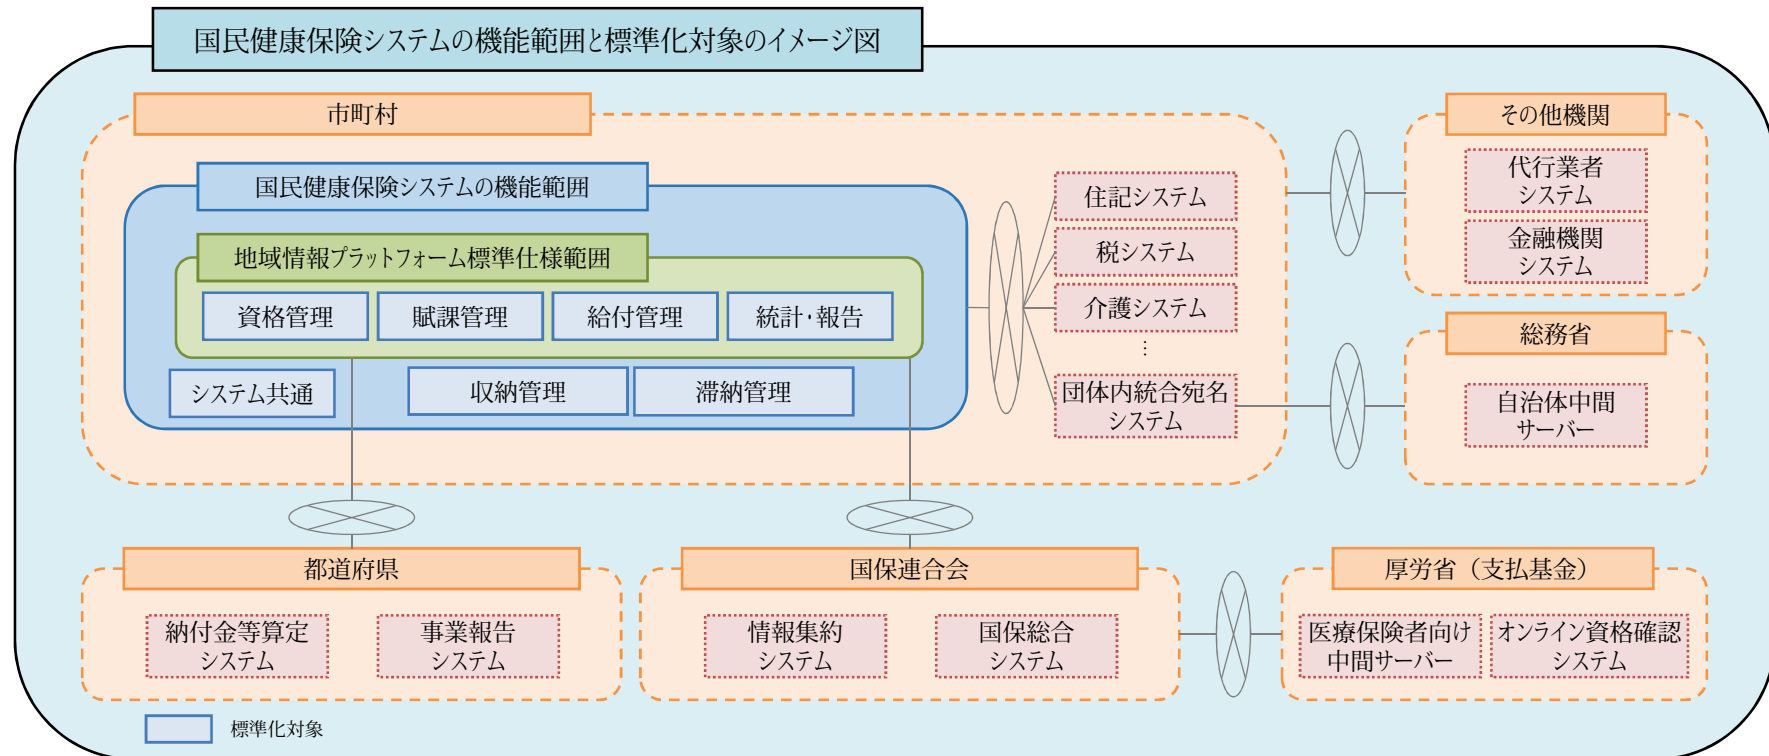 国民健康保険システムの機能範囲と標準化対象のイメージ図
市町村
国民健康保険システムの機能範囲
地域情報プラットフォーム標準仕様範囲
資格管理
賦課管理
給付管理
統計・報告
システム共通
収納管理
滞納管理
住記システム
税システム
介護システム
…
団体内統合宛名
システム
その他機関
代行業者
システム
金融機関
システム
総務省
自治体中間
サーバー
都道府県
納付金等算定
システム
事業報告
システム
国保連合会
情報集約
システム
国保総合
システム
厚労省（支払基金）
医療保険者向け
中間サーバー
オンライン資格確認
システム
標準化対象